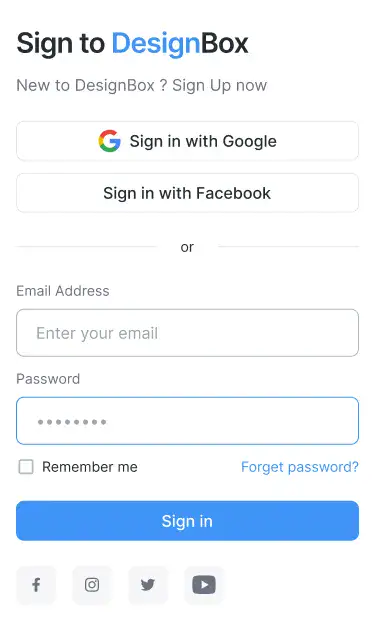 Sign to DesignBox
New to DesignBox ? Sign Up now
Sign in with Google
Sign in with Facebook
or
Email Address
Enter your email
Password
Remember me Forget password?
Sign in